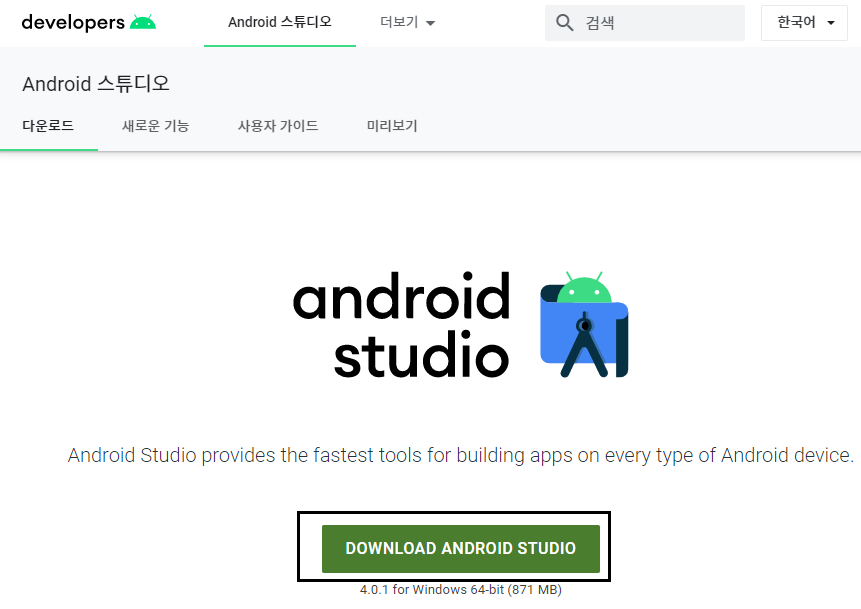 developers
Android 스튜디오
더보기
검색
한국어
Android 스튜디오
다운로드
새로운 기능
사용자 가이드
미리보기
android
studio
Android Studio provides the fastest tools for building apps on every type of Android device.
DOWNLOAD ANDROID STUDIO
4.0.1 for Windows 64-bit (871 MB)